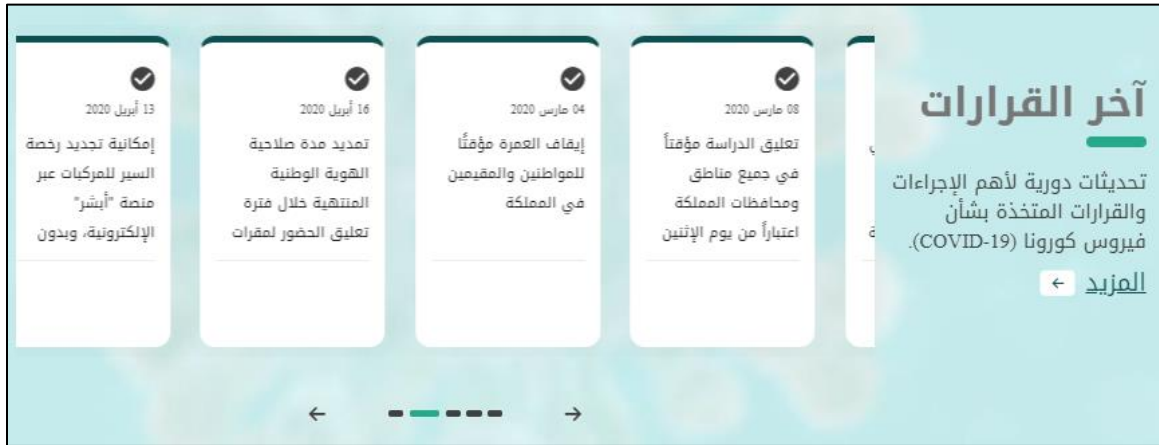 آخر القرارات
تحديثات دورية لأهم الإجراءات
والقرارات المتخذة بشأن
فيروس كورونا (COVID-19).
المزيد
08 مارس 2020
تعليق الدراسة مؤقتاً
في جميع مناطق
ومحافظات المملكة
اعتباراً من يوم الإثنين
04 مارس 2020
إيقاف العمرة مؤقتًا
للمواطنين والمقيمين
في المملكة
16 أبريل 2020
تمديد مدة صلاحية
الهوية الوطنية
المنتهية خلال فترة
تعليق الحضور لمقرات
13 أبريل 2020
إمكانية تجديد رخصة
السير للمركبات عبر
منصة "أبشر"
الإلكترونية، وبدون